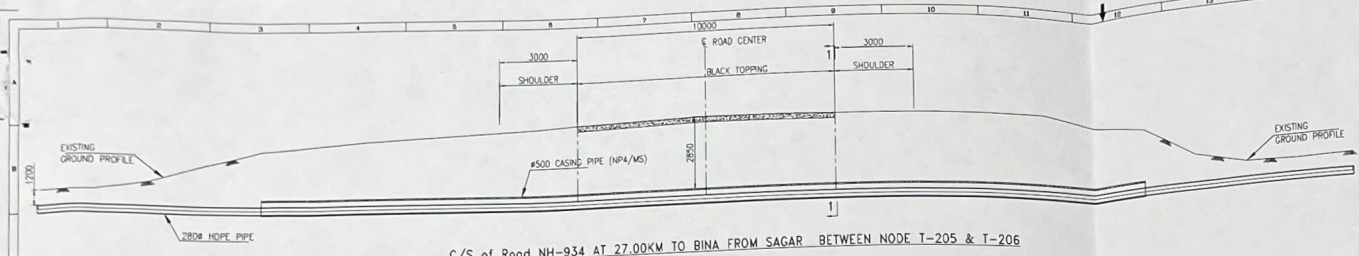 1 2 3 4 5 6 7 8 9 10 11 12 13
10000
℄ ROAD CENTER
3000
1
3000
SHOULDER
BLACK TOPPING
SHOULDER
A
EXISTING
GROUND PROFILE
EXISTING
GROUND PROFILE
B
1200
ø500 CASING PIPE (NP4/MS)
2850
1
280ø HDPE PIPE
C/S of Road NH-934 AT 27.00KM TO BINA FROM SAGAR BETWEEN NODE T-205 & T-206